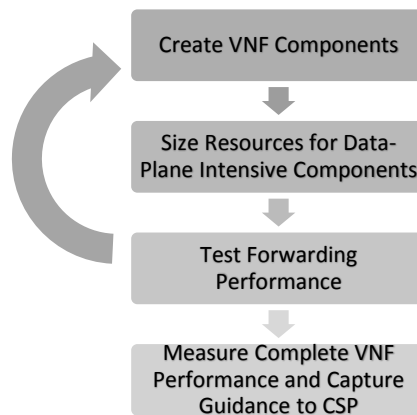 Create VNF Components
Size Resources for Data-
Plane Intensive Components
Test Forwarding
Performance
Measure Complete VNF
Performance and Capture
Guidance to CSP